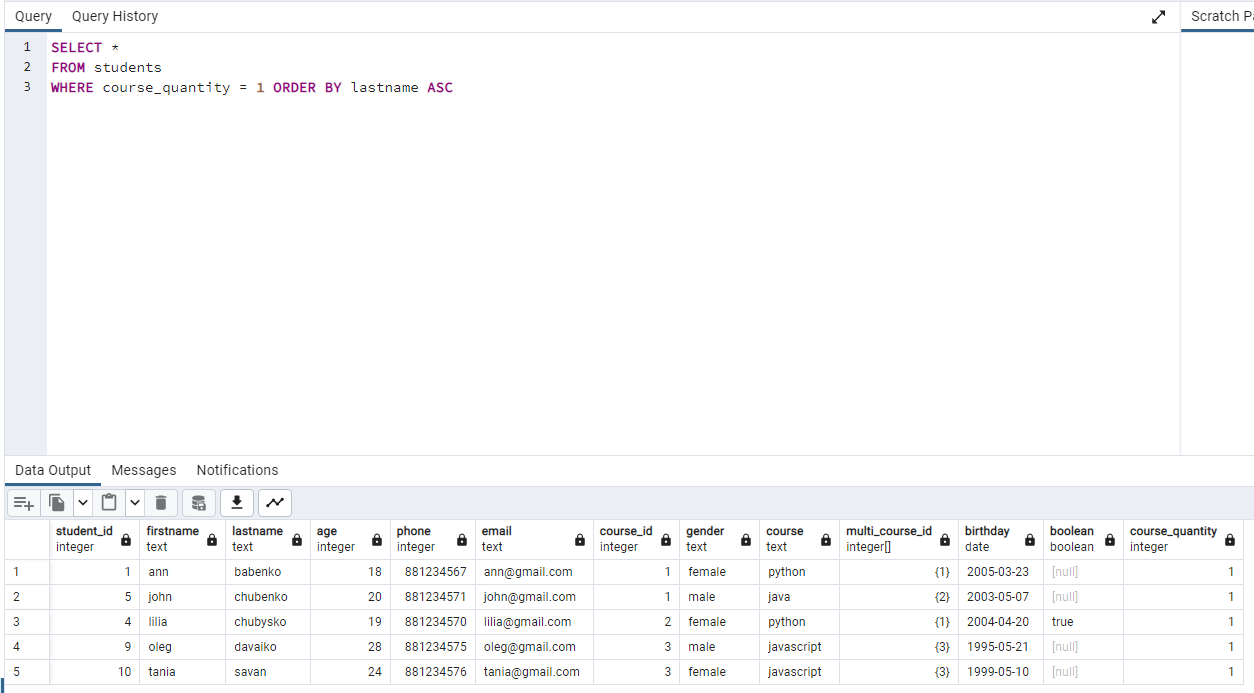 Query Query History Scratch Pa
1 SELECT *
2 FROM students
3 WHERE course_quantity = 1 ORDER BY lastname ASC
Data Output Messages Notifications
student_id firstname lastname age phone email course_id gender course multi_course_id birthday boolean course_quantity
integer text text integer integer text integer text text integer[] date boolean integer
1 1 ann babenko 18 881234567 ann@gmail.com 1 female python {1} 2005-03-23 [null] 1
2 5 john chubenko 20 881234571 john@gmail.com 1 male java {2} 2003-05-07 [null] 1
3 4 lilia chubysko 19 881234570 lilia@gmail.com 2 female python {1} 2004-04-20 true 1
4 9 oleg davaiko 28 881234575 oleg@gmail.com 3 male javascript {3} 1995-05-21 [null] 1
5 10 tania savan 24 881234576 tania@gmail.com 3 female javascript {3} 1999-05-10 [null] 1